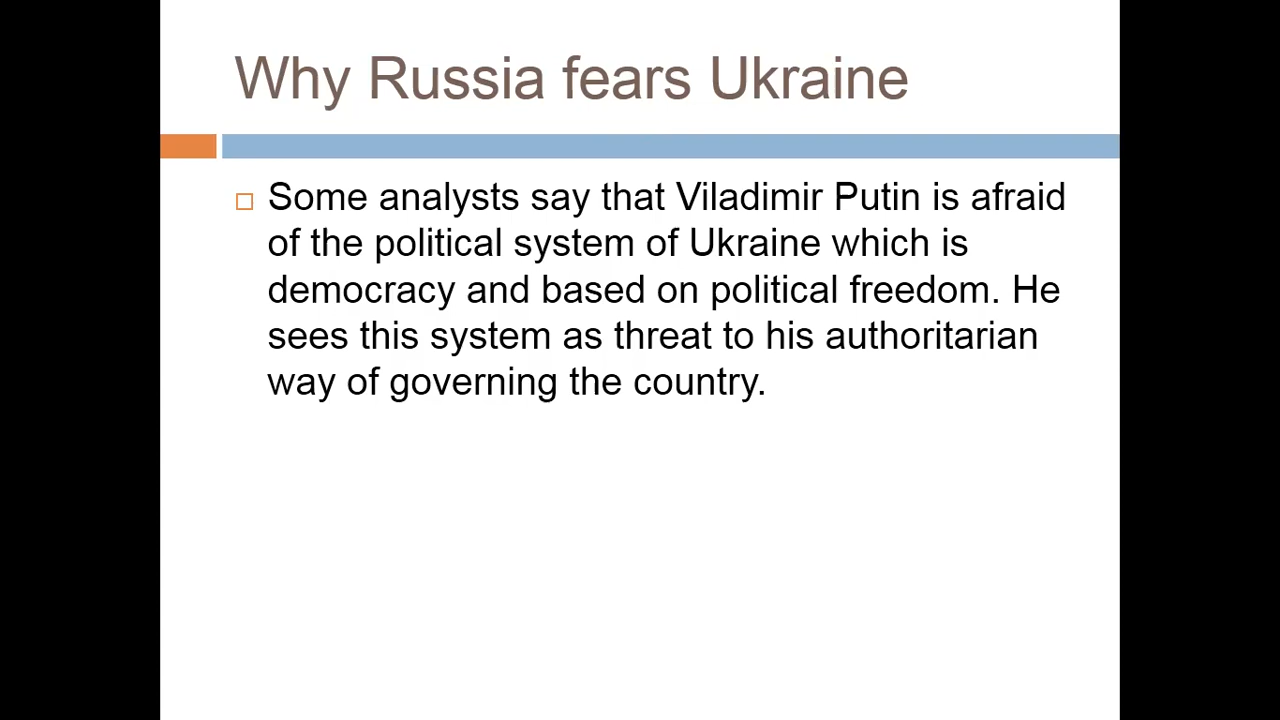 Why Russia fears Ukraine
Some analysts say that Viladimir Putin is afraid
of the political system of Ukraine which is
democracy and based on political freedom. He
sees this system as threat to his authoritarian
way of governing the country.